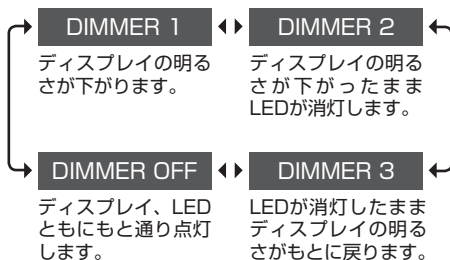 DIMMER 1
ディスプレイの明る
さが下がります。
DIMMER 2
ディスプレイの明る
さが下がったまま
LEDが消灯します。
DIMMER OFF
ディスプレイ、LED
ともにもと通り点灯
します。
DIMMER 3
LEDが消灯したまま
ディスプレイの明る
さがもとに戻ります。